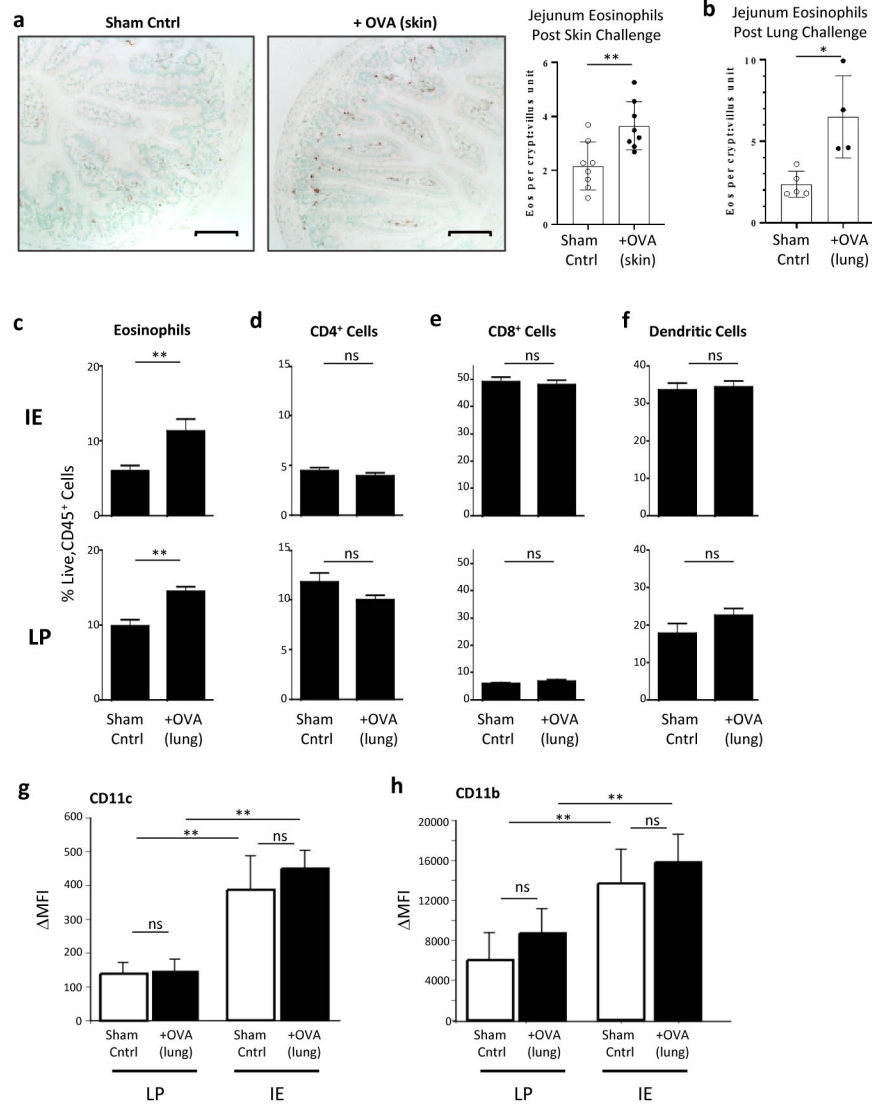 a
Sham Cntrl
+ OVA (skin)
Jejunum Eosinophils
Post Skin Challenge
**
Eos per crypt:villus unit
6
4
2
0
Sham
Cntrl
+OVA
(skin)
b
Jejunum Eosinophils
Post Lung Challenge
*
Eos per crypt:villus unit
10
5
0
Sham
Cntrl
+OVA
(lung)
c
Eosinophils
d
CD4⁺ Cells
e
CD8⁺ Cells
f
Dendritic Cells
IE
% Live,CD45⁺ Cells
20
10
0
**
15
10
5
0
ns
50
40
30
20
10
0
ns
40
30
20
10
0
ns
LP
20
10
0
**
15
10
5
0
ns
50
40
30
20
10
0
ns
40
30
20
10
0
ns
Sham
Cntrl
+OVA
(lung)
Sham
Cntrl
+OVA
(lung)
Sham
Cntrl
+OVA
(lung)
Sham
Cntrl
+OVA
(lung)
g
CD11c
ΔMFI
600
500
400
300
200
100
0
**
**
ns
ns
Sham
Cntrl
+OVA
(lung)
Sham
Cntrl
+OVA
(lung)
LP
IE
h
CD11b
ΔMFI
20000
16000
12000
8000
4000
0
**
**
ns
ns
Sham
Cntrl
+OVA
(lung)
Sham
Cntrl
+OVA
(lung)
LP
IE